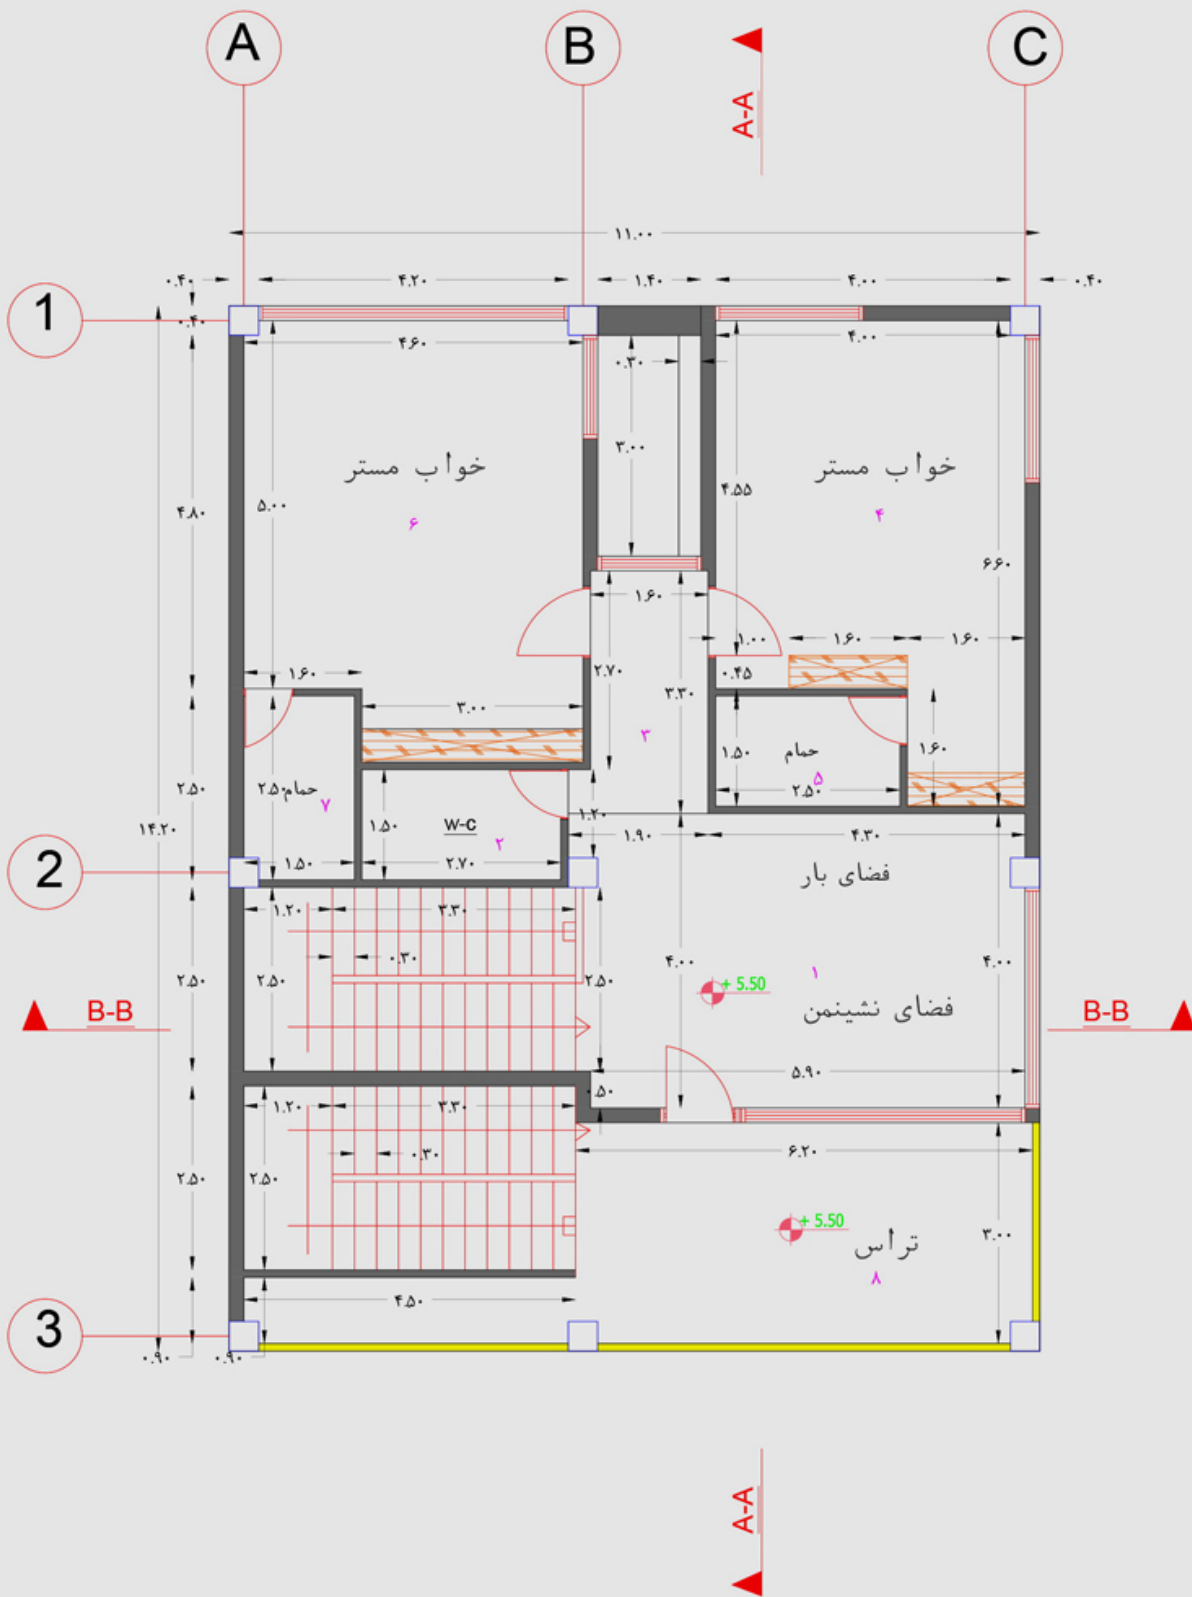 A B C
A-A
۱۱.۰۰
۰.۴۰ ۴.۲۰ ۱.۴۰ ۴.۰۰ ۰.۴۰
1
۰.۴۰
۴.۶۰ ۰.۳۰ ۴.۰۰
۳.۰۰
خواب مستر
خواب مستر
۶
۴
۴.۸۰ ۵.۰۰ ۴.۵۵
۶.۶۰
۱.۶۰
۱.۰۰ ۱.۶۰ ۱.۶۰
۱.۶۰ ۲.۷۰ ۰.۴۵
۳.۳۰
۳.۰۰
۳
۱.۵۰ حمام ۱.۶۰
۵
۲.۵۰ ۲.۵۰ حمام ۲.۵۰
۷
۱۴.۲۰ ۱.۵۰ W-C ۱.۲۰
۲
۱.۹۰ ۴.۳۰
۱.۵۰ ۲.۷۰
2
فضای بار
۱.۲۰ ۳.۳۰
۰.۳۰
۴.۰۰ ۴.۰۰
۱
۲.۵۰ ۲.۵۰ ۲.۵۰ + 5.50
فضای نشینمن
B-B B-B
۵.۹۰
۰.۵۰
۱.۲۰ ۳.۳۰
۰.۳۰ ۶.۲۰
۲.۵۰ ۲.۵۰
+ 5.50
تراس ۳.۰۰
۸
۴.۵۰
3
۰.۹۰ ۰.۹۰
A-A